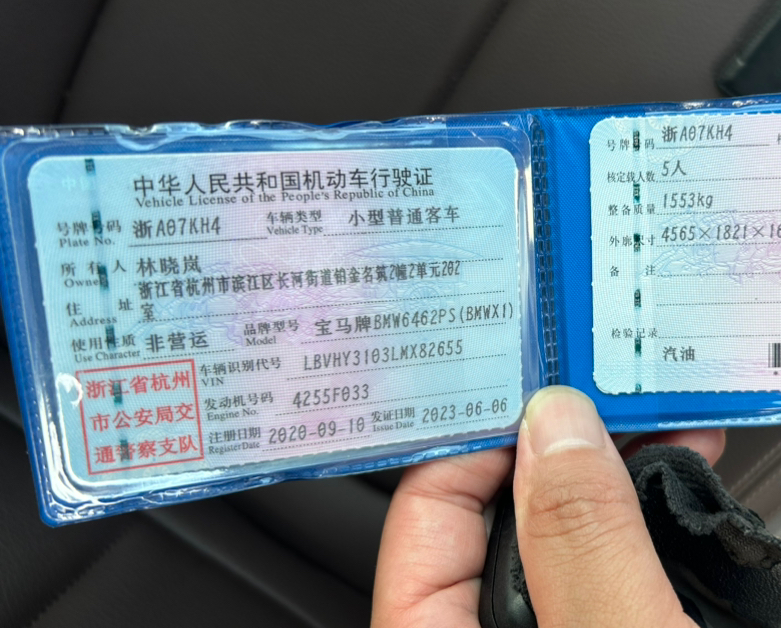 中华人民共和国机动车行驶证
Vehicle License of the People's Republic of China
号牌号码 浙A07KH4 车辆类型 小型普通客车
Plate No. Vehicle Type
所有人 林晓岚
Owner
浙江省杭州市滨江区长河街道铂金名筑2幢2单元202
住址 室
Address
使用性质 非营运 品牌型号 宝马牌BMW6462PS(BMWX1)
Use Character Model
车辆识别代号 LBVHY3103LMX82655
VIN
发动机号码 4255F033
Engine No.
注册日期 2020-09-10 发证日期 2023-06-06
Register Date Issue Date
浙江省杭州
市公安局交
通警察支队
号牌号码 浙A07KH4
核定载人数 5人
整备质量 1553kg
外廓尺寸 4565×1821×16
备注
检验记录
汽油